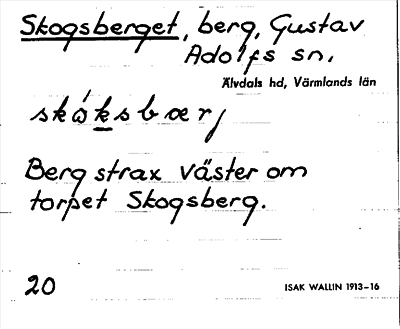 Skogsberget, berg, Gustav
Adolfs sn,
Älvdals hd, Värmlands län
skóksbærj
Berg strax väster om
torpet Skogsberg.
20
ISAK WALLIN 1913–16